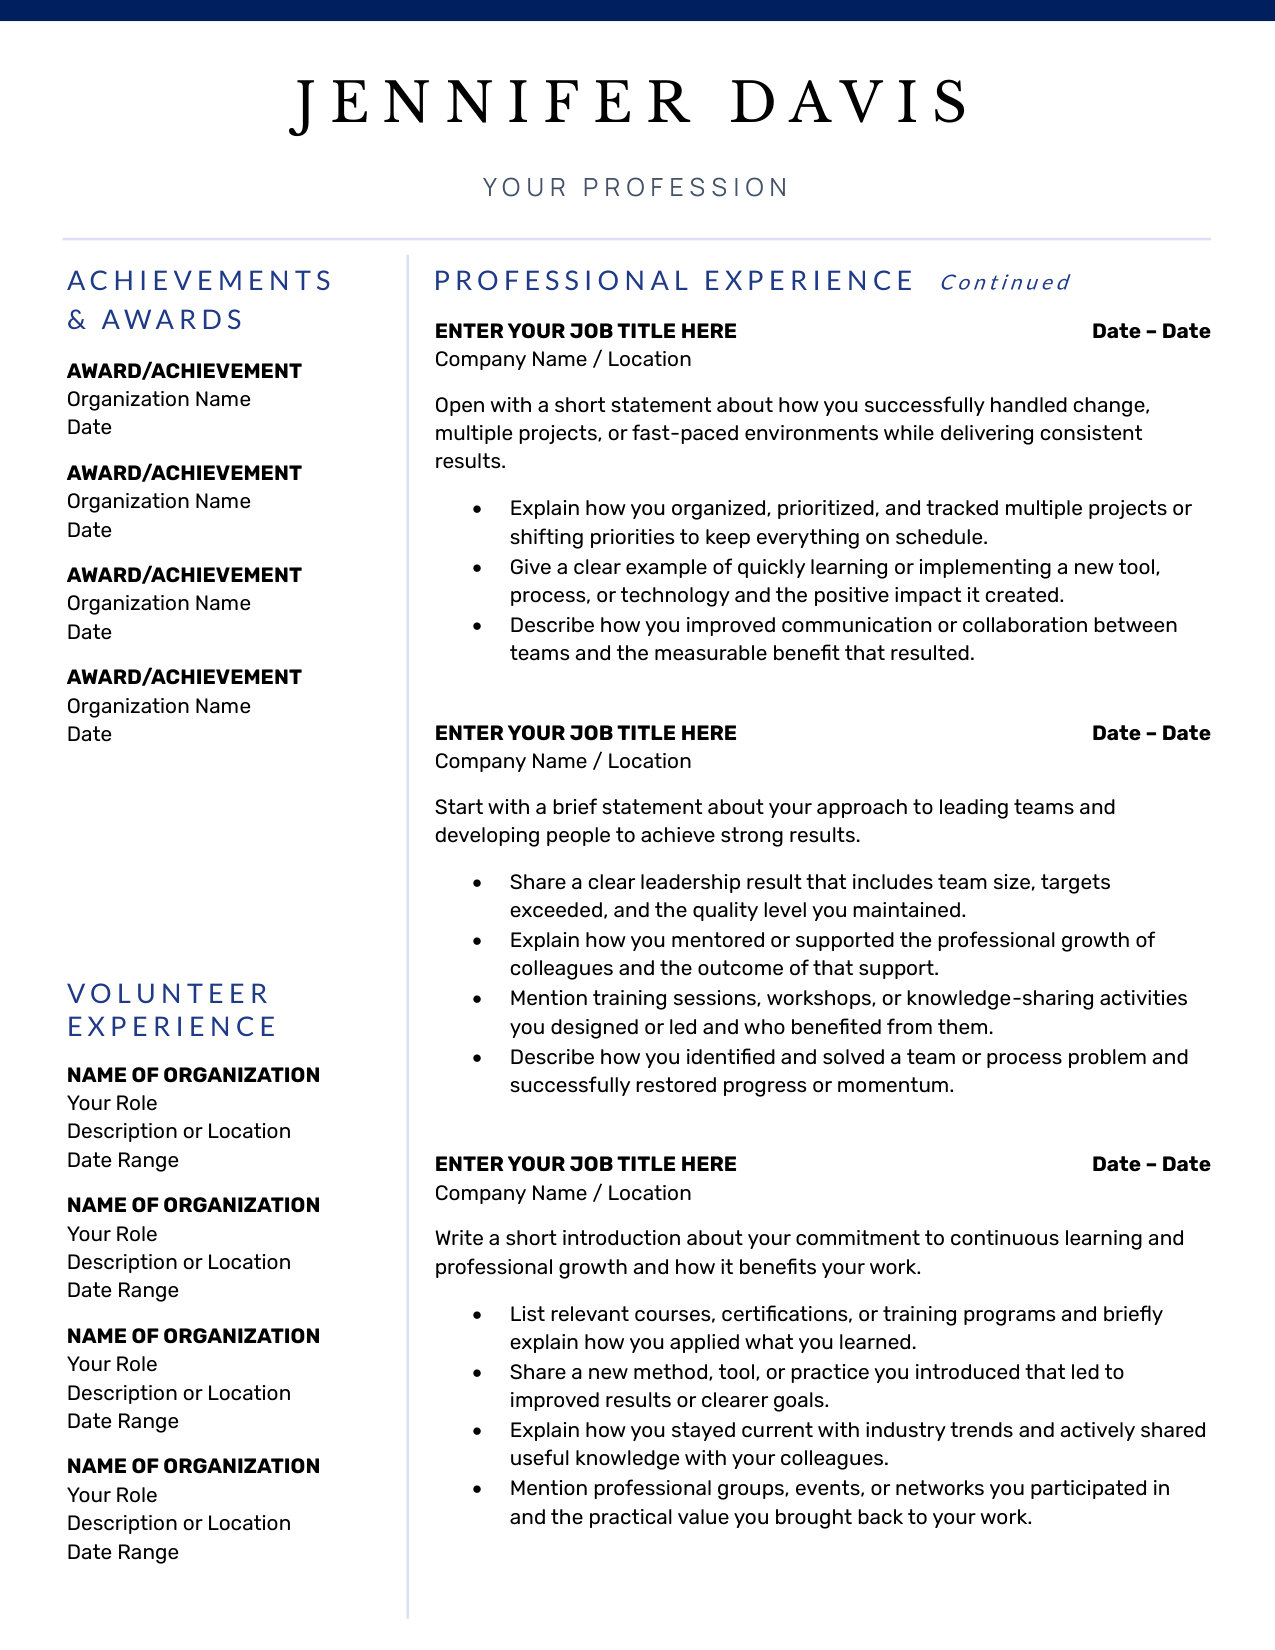 JENNIFER DAVIS
YOUR PROFESSION
ACHIEVEMENTS
& AWARDS
AWARD/ACHIEVEMENT
Organization Name
Date
AWARD/ACHIEVEMENT
Organization Name
Date
AWARD/ACHIEVEMENT
Organization Name
Date
AWARD/ACHIEVEMENT
Organization Name
Date
VOLUNTEER
EXPERIENCE
NAME OF ORGANIZATION
Your Role
Description or Location
Date Range
NAME OF ORGANIZATION
Your Role
Description or Location
Date Range
NAME OF ORGANIZATION
Your Role
Description or Location
Date Range
NAME OF ORGANIZATION
Your Role
Description or Location
Date Range
PROFESSIONAL EXPERIENCE Continued
ENTER YOUR JOB TITLE HERE Date – Date
Company Name / Location
Open with a short statement about how you successfully handled change,
multiple projects, or fast-paced environments while delivering consistent
results.
• Explain how you organized, prioritized, and tracked multiple projects or
shifting priorities to keep everything on schedule.
• Give a clear example of quickly learning or implementing a new tool,
process, or technology and the positive impact it created.
• Describe how you improved communication or collaboration between
teams and the measurable benefit that resulted.
ENTER YOUR JOB TITLE HERE Date – Date
Company Name / Location
Start with a brief statement about your approach to leading teams and
developing people to achieve strong results.
• Share a clear leadership result that includes team size, targets
exceeded, and the quality level you maintained.
• Explain how you mentored or supported the professional growth of
colleagues and the outcome of that support.
• Mention training sessions, workshops, or knowledge-sharing activities
you designed or led and who benefited from them.
• Describe how you identified and solved a team or process problem and
successfully restored progress or momentum.
ENTER YOUR JOB TITLE HERE Date – Date
Company Name / Location
Write a short introduction about your commitment to continuous learning and
professional growth and how it benefits your work.
• List relevant courses, certifications, or training programs and briefly
explain how you applied what you learned.
• Share a new method, tool, or practice you introduced that led to
improved results or clearer goals.
• Explain how you stayed current with industry trends and actively shared
useful knowledge with your colleagues.
• Mention professional groups, events, or networks you participated in
and the practical value you brought back to your work.